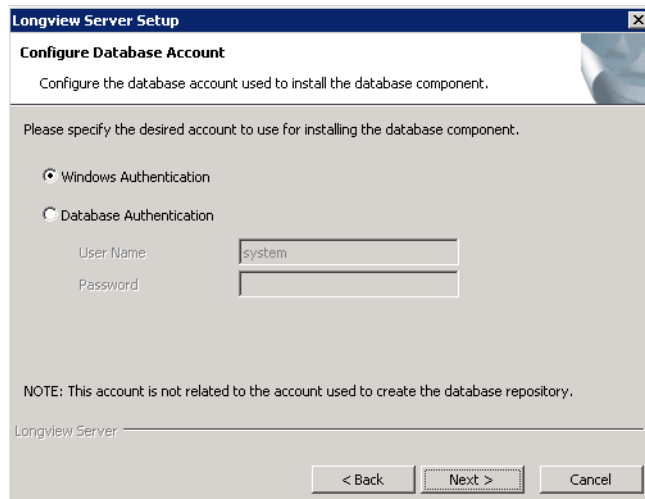 Longview Server Setup
Configure Database Account
Configure the database account used to install the database component.
Please specify the desired account to use for installing the database component.
Windows Authentication
Database Authentication
User Name
system
Password
NOTE: This account is not related to the account used to create the database repository.
Longview Server
< Back
Next >
Cancel